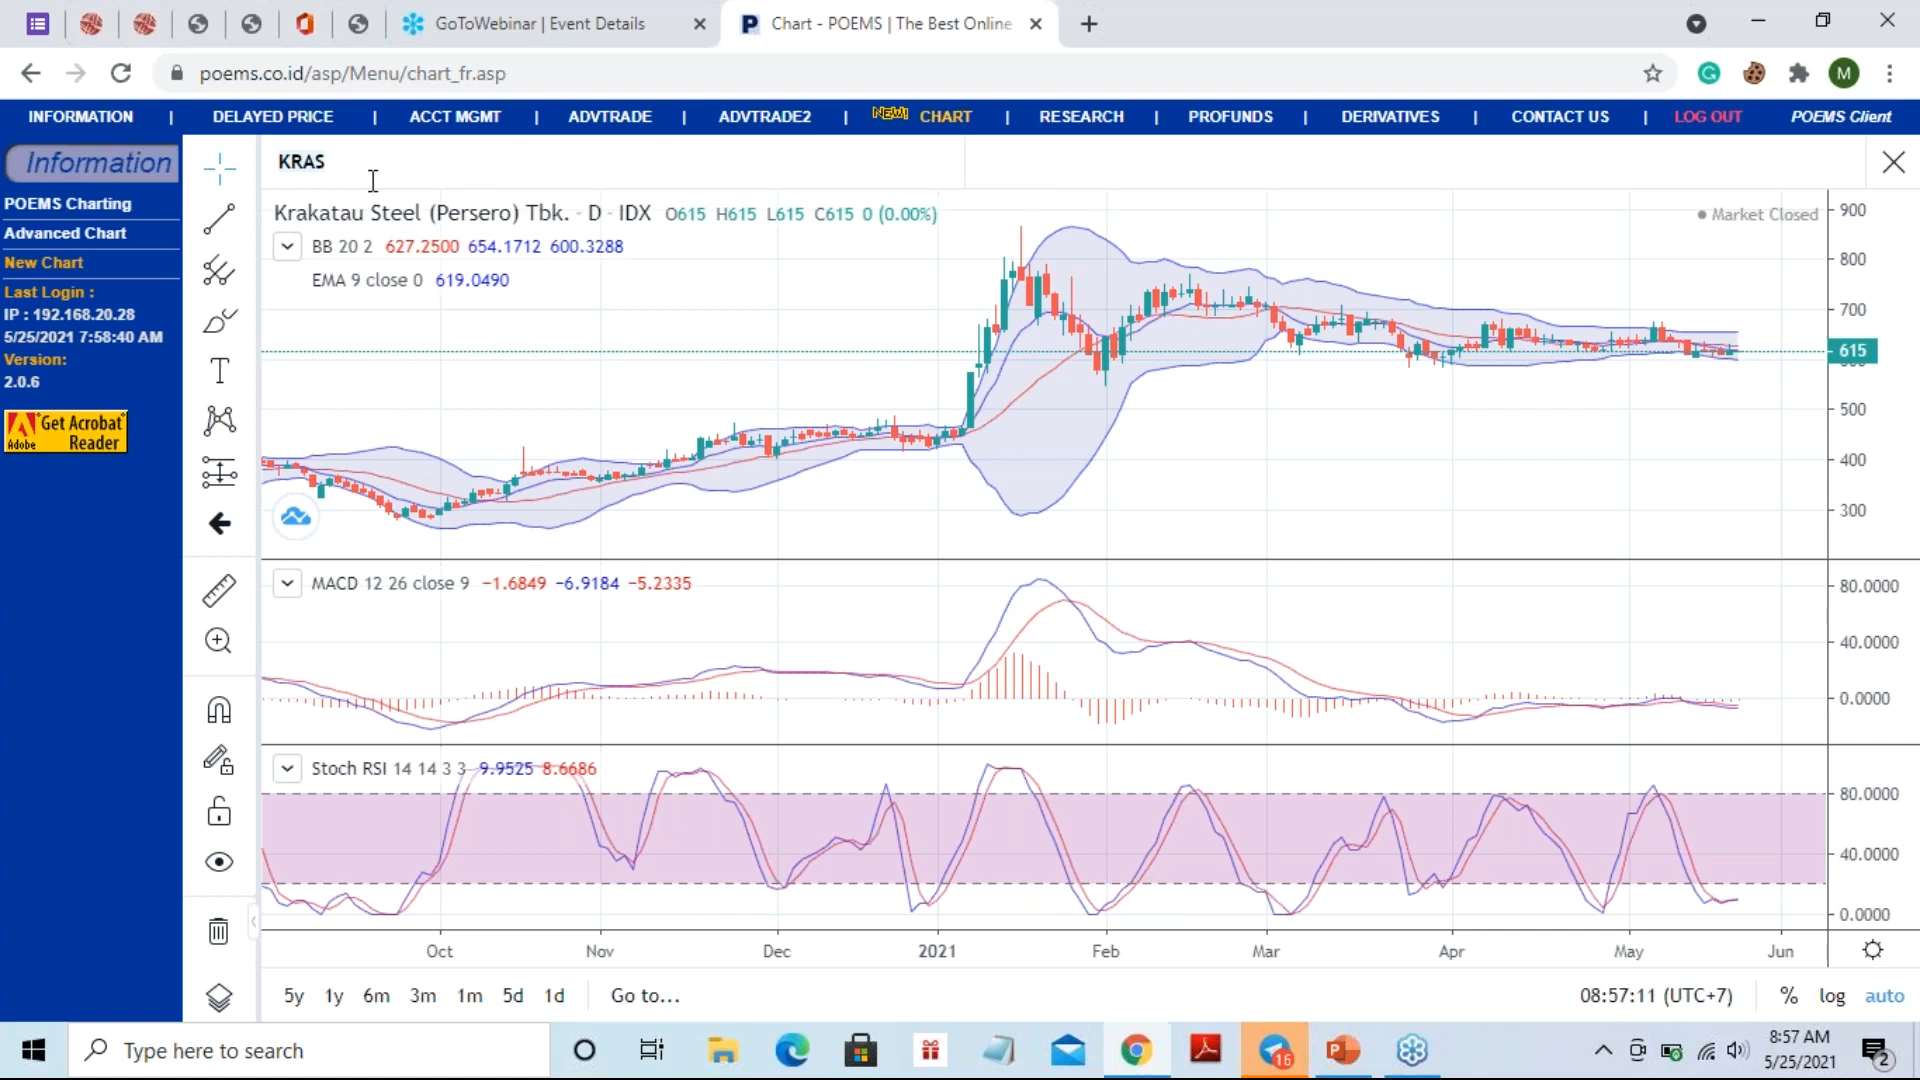 GoToWebinar | Event Details
Chart - POEMS | The Best Online
poems.co.id/asp/Menu/chart_fr.asp
M
INFORMATION | DELAYED PRICE | ACCT MGMT | ADVTRADE | ADVTRADE2 | NEW! CHART | RESEARCH | PROFUNDS | DERIVATIVES | CONTACT US | LOG OUT POEMS Client
Information
POEMS Charting
Advanced Chart
New Chart
Last Login :
IP : 192.168.20.28
5/25/2021 7:58:40 AM
Version:
2.0.6
Get Acrobat
Adobe Reader
KRAS
Krakatau Steel (Persero) Tbk. - D - IDX O615 H615 L615 C615 0 (0.00%)
Market Closed
BB 20 2 627.2500 654.1712 600.3288
EMA 9 close 0 619.0490
900
800
700
615
500
400
300
MACD 12 26 close 9 −1.6849 −6.9184 −5.2335
80.0000
40.0000
0.0000
Stoch RSI 14 14 3 3 9.9525 8.6686
80.0000
40.0000
0.0000
Oct Nov Dec 2021 Feb Mar Apr May Jun
5y 1y 6m 3m 1m 5d 1d Go to... 08:57:11 (UTC+7) % log auto
Type here to search
16
8:57 AM
5/25/2021
2